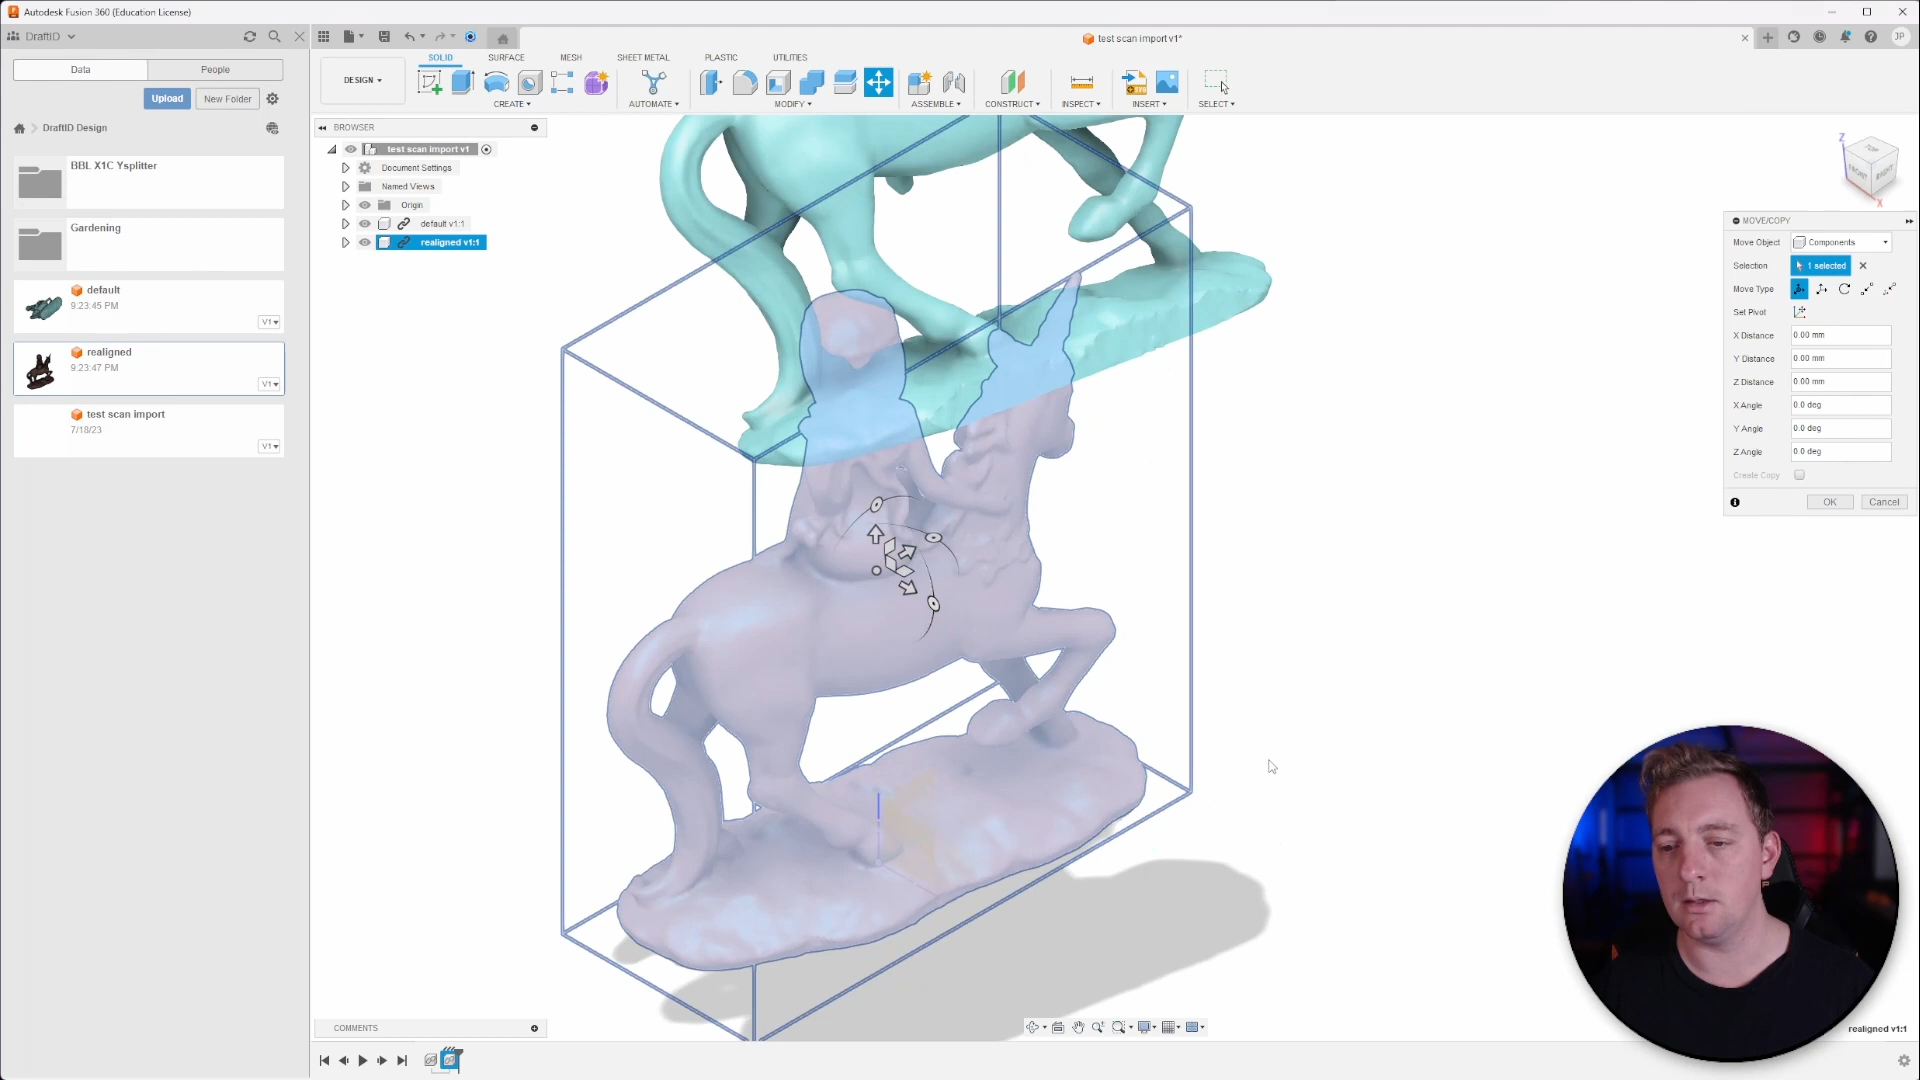 Autodesk Fusion 360 (Education License)
DraftID
test scan import v1*
JP
Data
People
Upload
New Folder
DraftID Design
BBL X1C Ysplitter
Gardening
default
9:23:45 PM
V1
realigned
9:23:47 PM
V1
test scan import
7/18/23
V1
SOLID
SURFACE
MESH
SHEET METAL
PLASTIC
UTILITIES
DESIGN
CREATE
AUTOMATE
MODIFY
ASSEMBLE
CONSTRUCT
INSPECT
INSERT
SELECT
BROWSER
test scan import v1
Document Settings
Named Views
Origin
default v1:1
realigned v1:1
Z
TOP
FRONT
RIGHT
X
MOVE/COPY
Move Object
Components
Selection
1 selected
Move Type
Set Pivot
X Distance
0.00 mm
Y Distance
0.00 mm
Z Distance
0.00 mm
X Angle
0.0 deg
Y Angle
0.0 deg
Z Angle
0.0 deg
Create Copy
OK
Cancel
COMMENTS
realigned v1:1